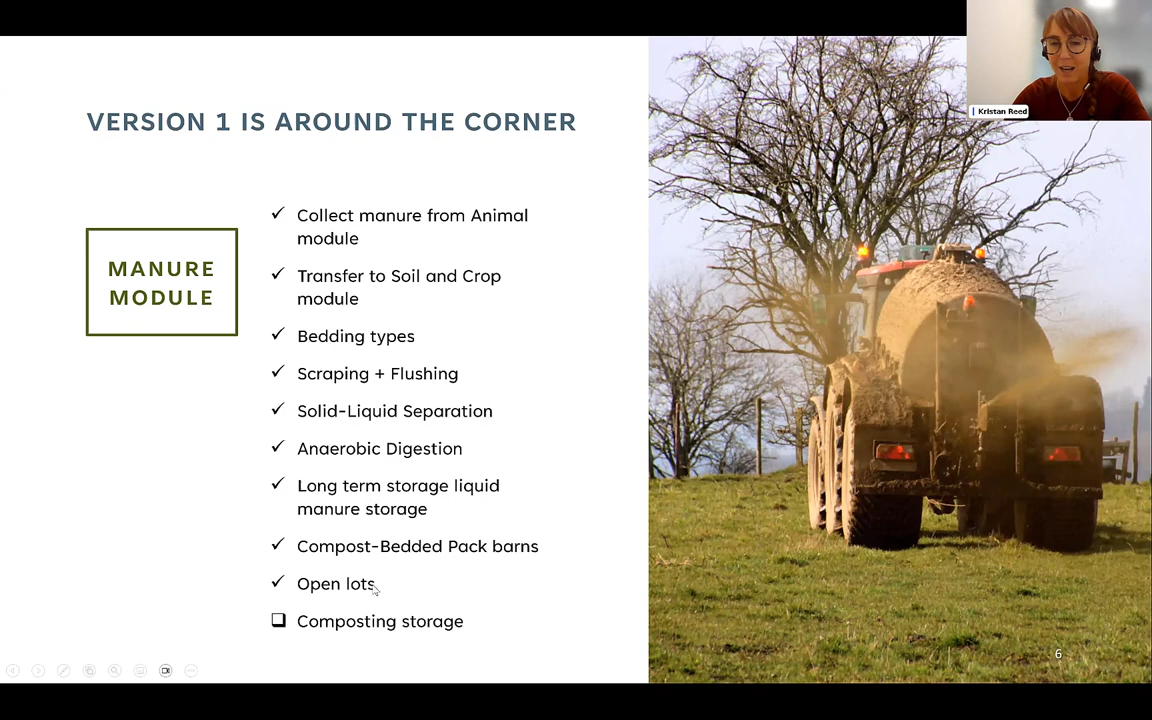 Kristan Reed
VERSION 1 IS AROUND THE CORNER
MANURE
MODULE
Collect manure from Animal
module
Transfer to Soil and Crop
module
Bedding types
Scraping + Flushing
Solid-Liquid Separation
Anaerobic Digestion
Long term storage liquid
manure storage
Compost-Bedded Pack barns
Open lots
Composting storage
6